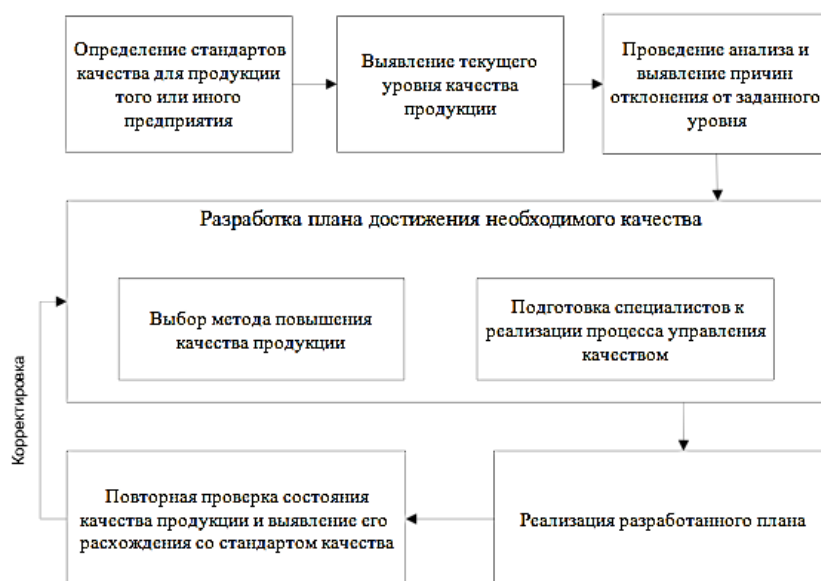 Определение стандартов
качества для продукции
того или иного
предприятия
Выявление текущего
уровня качества
продукции
Проведение анализа и
выявление причин
отклонения от заданного
уровня
Разработка плана достижения необходимого качества
Выбор метода повышения
качества продукции
Подготовка специалистов к
реализации процесса управления
качеством
Корректировка
Повторная проверка состояния
качества продукции и выявление его
расхождения со стандартом качества
Реализация разработанного плана